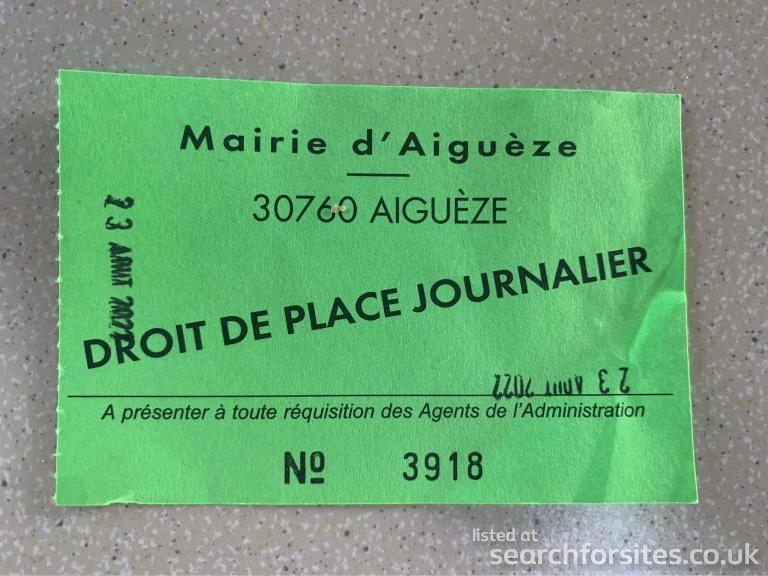 Mairie d'Aiguèze
30760 AIGUÈZE
23 AOUT 2022
DROIT DE PLACE JOURNALIER
23 AOUT 2022
A présenter à toute réquisition des Agents de l'Administration
Nº 3918
listed at
searchforsites.co.uk